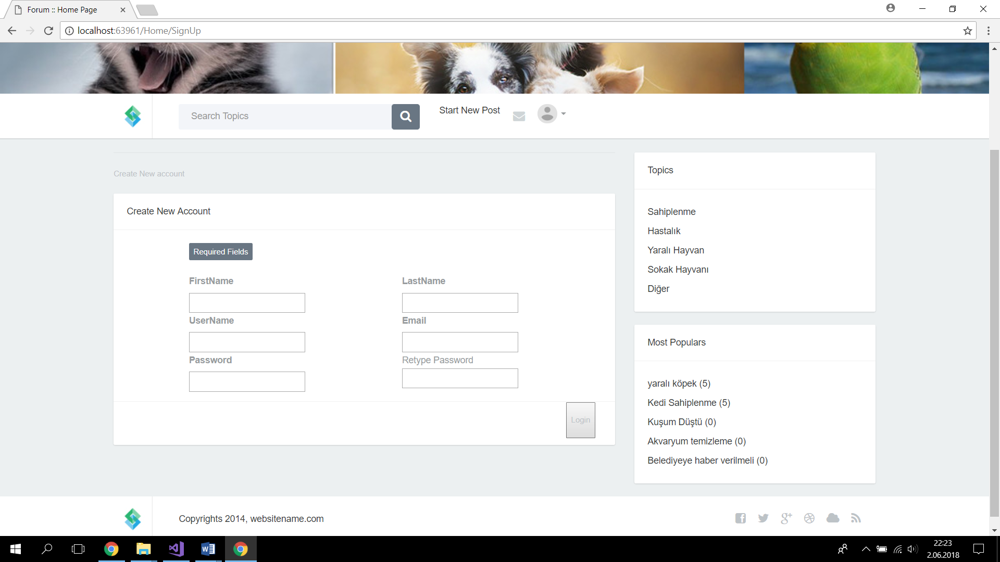 Forum :: Home Page
localhost:63961/Home/SignUp
Search Topics
Start New Post
Create New account
Create New Account
Required Fields
FirstName
LastName
UserName
Email
Password
Retype Password
Login
Topics
Sahiplenme
Hastalık
Yaralı Hayvan
Sokak Hayvanı
Diğer
Most Populars
yaralı köpek (5)
Kedi Sahiplenme (5)
Kuşum Düştü (0)
Akvaryum temizleme (0)
Belediyeye haber verilmeli (0)
Copyrights 2014, websitename.com
22:23
2.06.2018